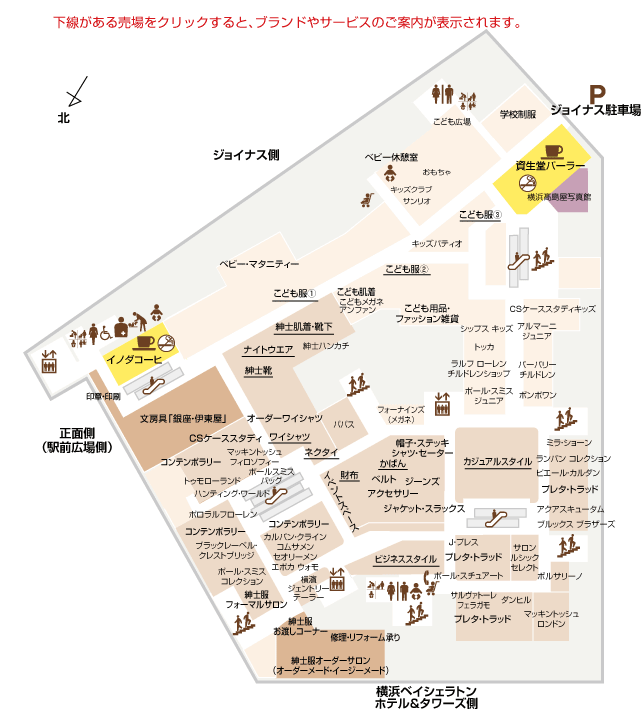 下線がある売場をクリックすると、ブランドやサービスのご案内が表示されます。
北
P
ジョイナス駐車場
ジョイナス側
こども広場
学校制服
ベビー休憩室
おもちゃ
キッズクラブ
サンリオ
資生堂パーラー
横浜高島屋写真館
こども服③
キッズパティオ
ベビー・マタニティー
こども服②
こども服①
こども肌着
こどもメガネ
アンファン
こども用品・
ファッション雑貨
CSケーススタディキッズ
シップス キッズ
アルマーニ
ジュニア
トッカ
ラルフ ローレン
チルドレンショップ
バーバリー
チルドレン
ポール・スミス
ジュニア
ボンポワン
紳士肌着・靴下
ナイトウエア
紳士ハンカチ
紳士靴
イノダコーヒ
印章・印刷
正面側
(駅前広場側)
文房具「銀座・伊東屋」
オーダーワイシャツ
パパス
フォーナインズ
(メガネ)
CSケーススタディ
ワイシャツ
マッキントッシュ
フィロソフィー
ネクタイ
コンテンポラリー
ポールスミス
バッグ
トゥモローランド
ハンティング・ワールド
イベントスペース
帽子・ステッキ
シャツ・セーター
かばん
財布
ベルト
ジーンズ
アクセサリー
ジャケット・スラックス
カジュアルスタイル
ミラ・ショーン
ランバン コレクション
ピエール・カルダン
プレタ・トラッド
アクアスキュータム
ブルックス ブラザーズ
ポロラルフローレン
コンテンポラリー
ブラックレーベル・
クレストブリッジ
ポール・スミス
コレクション
紳士服
フォーマルサロン
コンテンポラリー
カルバン・クライン
コムサメン
セオリーメン
エポカ ウォモ
横濱
ジェントリー
テーラー
ビジネススタイル
J・プレス
プレタ・トラッド
ポール・スチュアート
サロン
ルシック
セレクト
ボルサリーノ
サルヴァトーレ
フェラガモ
ダンヒル
プレタ・トラッド
マッキントッシュ
ロンドン
紳士服
お渡しコーナー
修理・リフォーム承り
紳士服オーダーサロン
(オーダーメード・イージーメード)
横浜ベイシェラトン
ホテル&タワーズ側